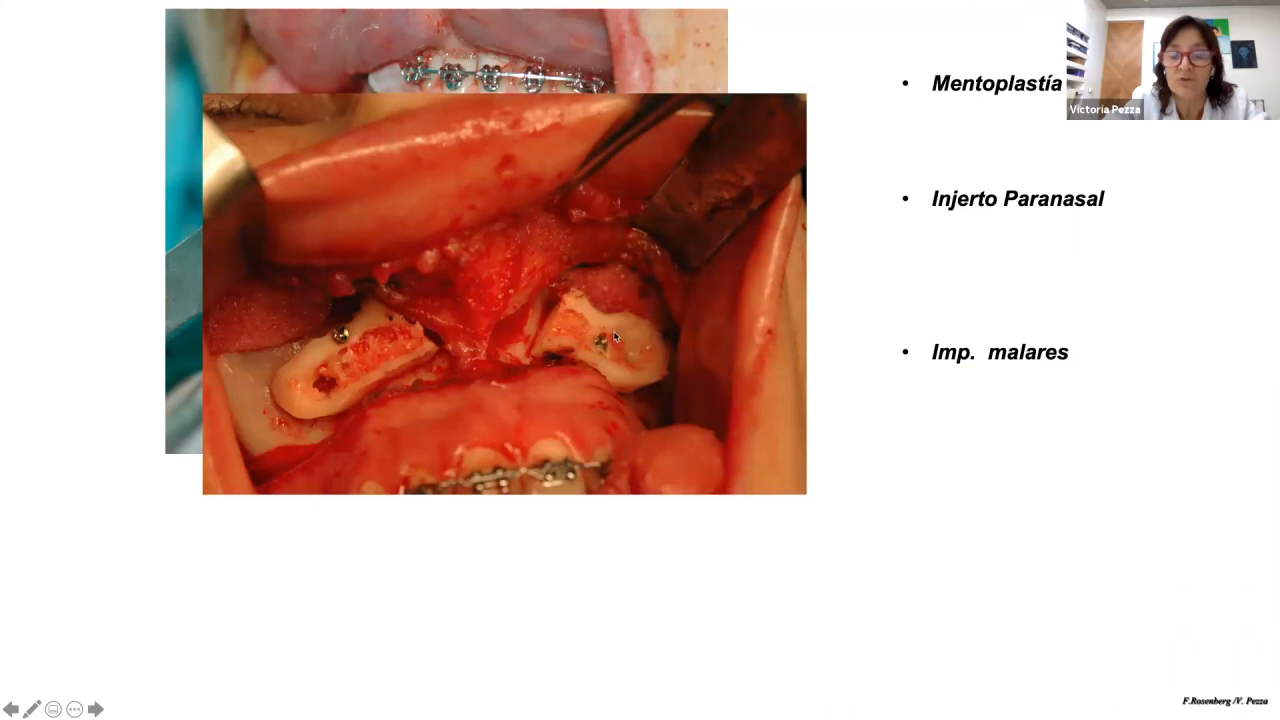 • Mentoplastía
Victoria Pezza
• Injerto Paranasal
• Imp. malares
F.Rosenberg /V. Pezza